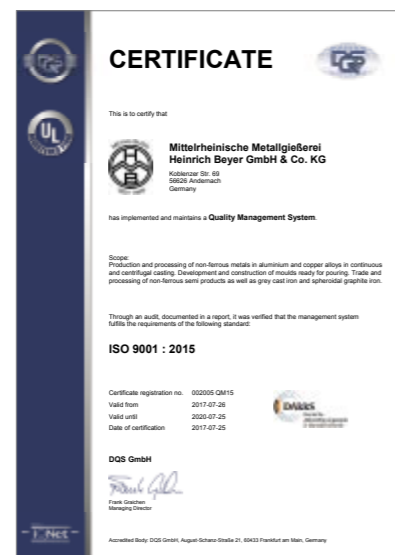 DQS
CERTIFICATE
DQS
UL
This is to certify that
Mittelrheinische Metallgießerei
Heinrich Beyer GmbH & Co. KG
Koblenzer Str. 69
56626 Andernach
Germany
has implemented and maintains a Quality Management System.
Scope:
Production and processing of non-ferrous metals in aluminium and copper alloys in continuous
and centrifugal casting. Development and construction of moulds ready for pouring. Trade and
processing of non-ferrous semi products as well as grey cast iron and spheroidal graphite iron.
Through an audit, documented in a report, it was verified that the management system
fulfills the requirements of the following standard:
ISO 9001 : 2015
Certificate registration no. 002005 QM15
Valid from 2017-07-26
Valid until 2020-07-25
Date of certification 2017-07-25
DAkkS
DQS GmbH
Frank Graichen
Managing Director
Accredited Body: DQS GmbH, August-Schanz-Straße 21, 60433 Frankfurt am Main, Germany